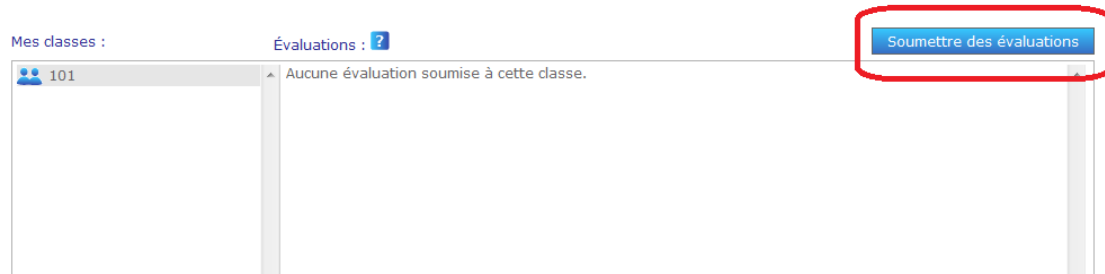 Mes classes :
Évaluations : ?
Soumettre des évaluations
101
Aucune évaluation soumise à cette classe.